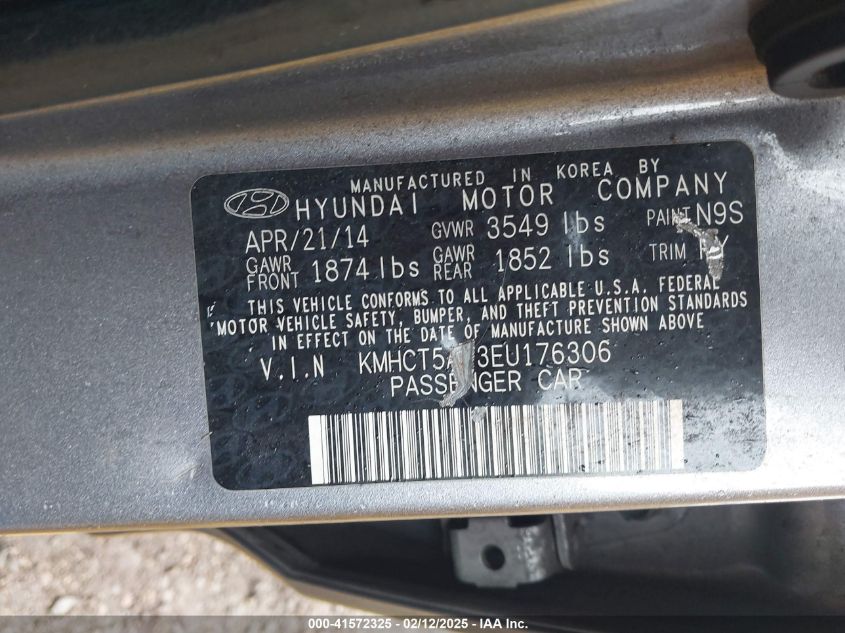 MANUFACTURED IN KOREA BY
HYUNDAI MOTOR COMPANY
APR/21/14 GVWR 3549 lbs PAINT N9S
GAWR FRONT 1874 lbs GAWR REAR 1852 lbs TRIM
THIS VEHICLE CONFORMS TO ALL APPLICABLE U.S.A. FEDERAL
MOTOR VEHICLE SAFETY, BUMPER, AND THEFT PREVENTION STANDARDS
IN EFFECT ON THE DATE OF MANUFACTURE SHOWN ABOVE
V.I.N
PASSENGER CAR
000-41572325 - 02/12/2025 - IAAI - Copyright IAA, Inc.